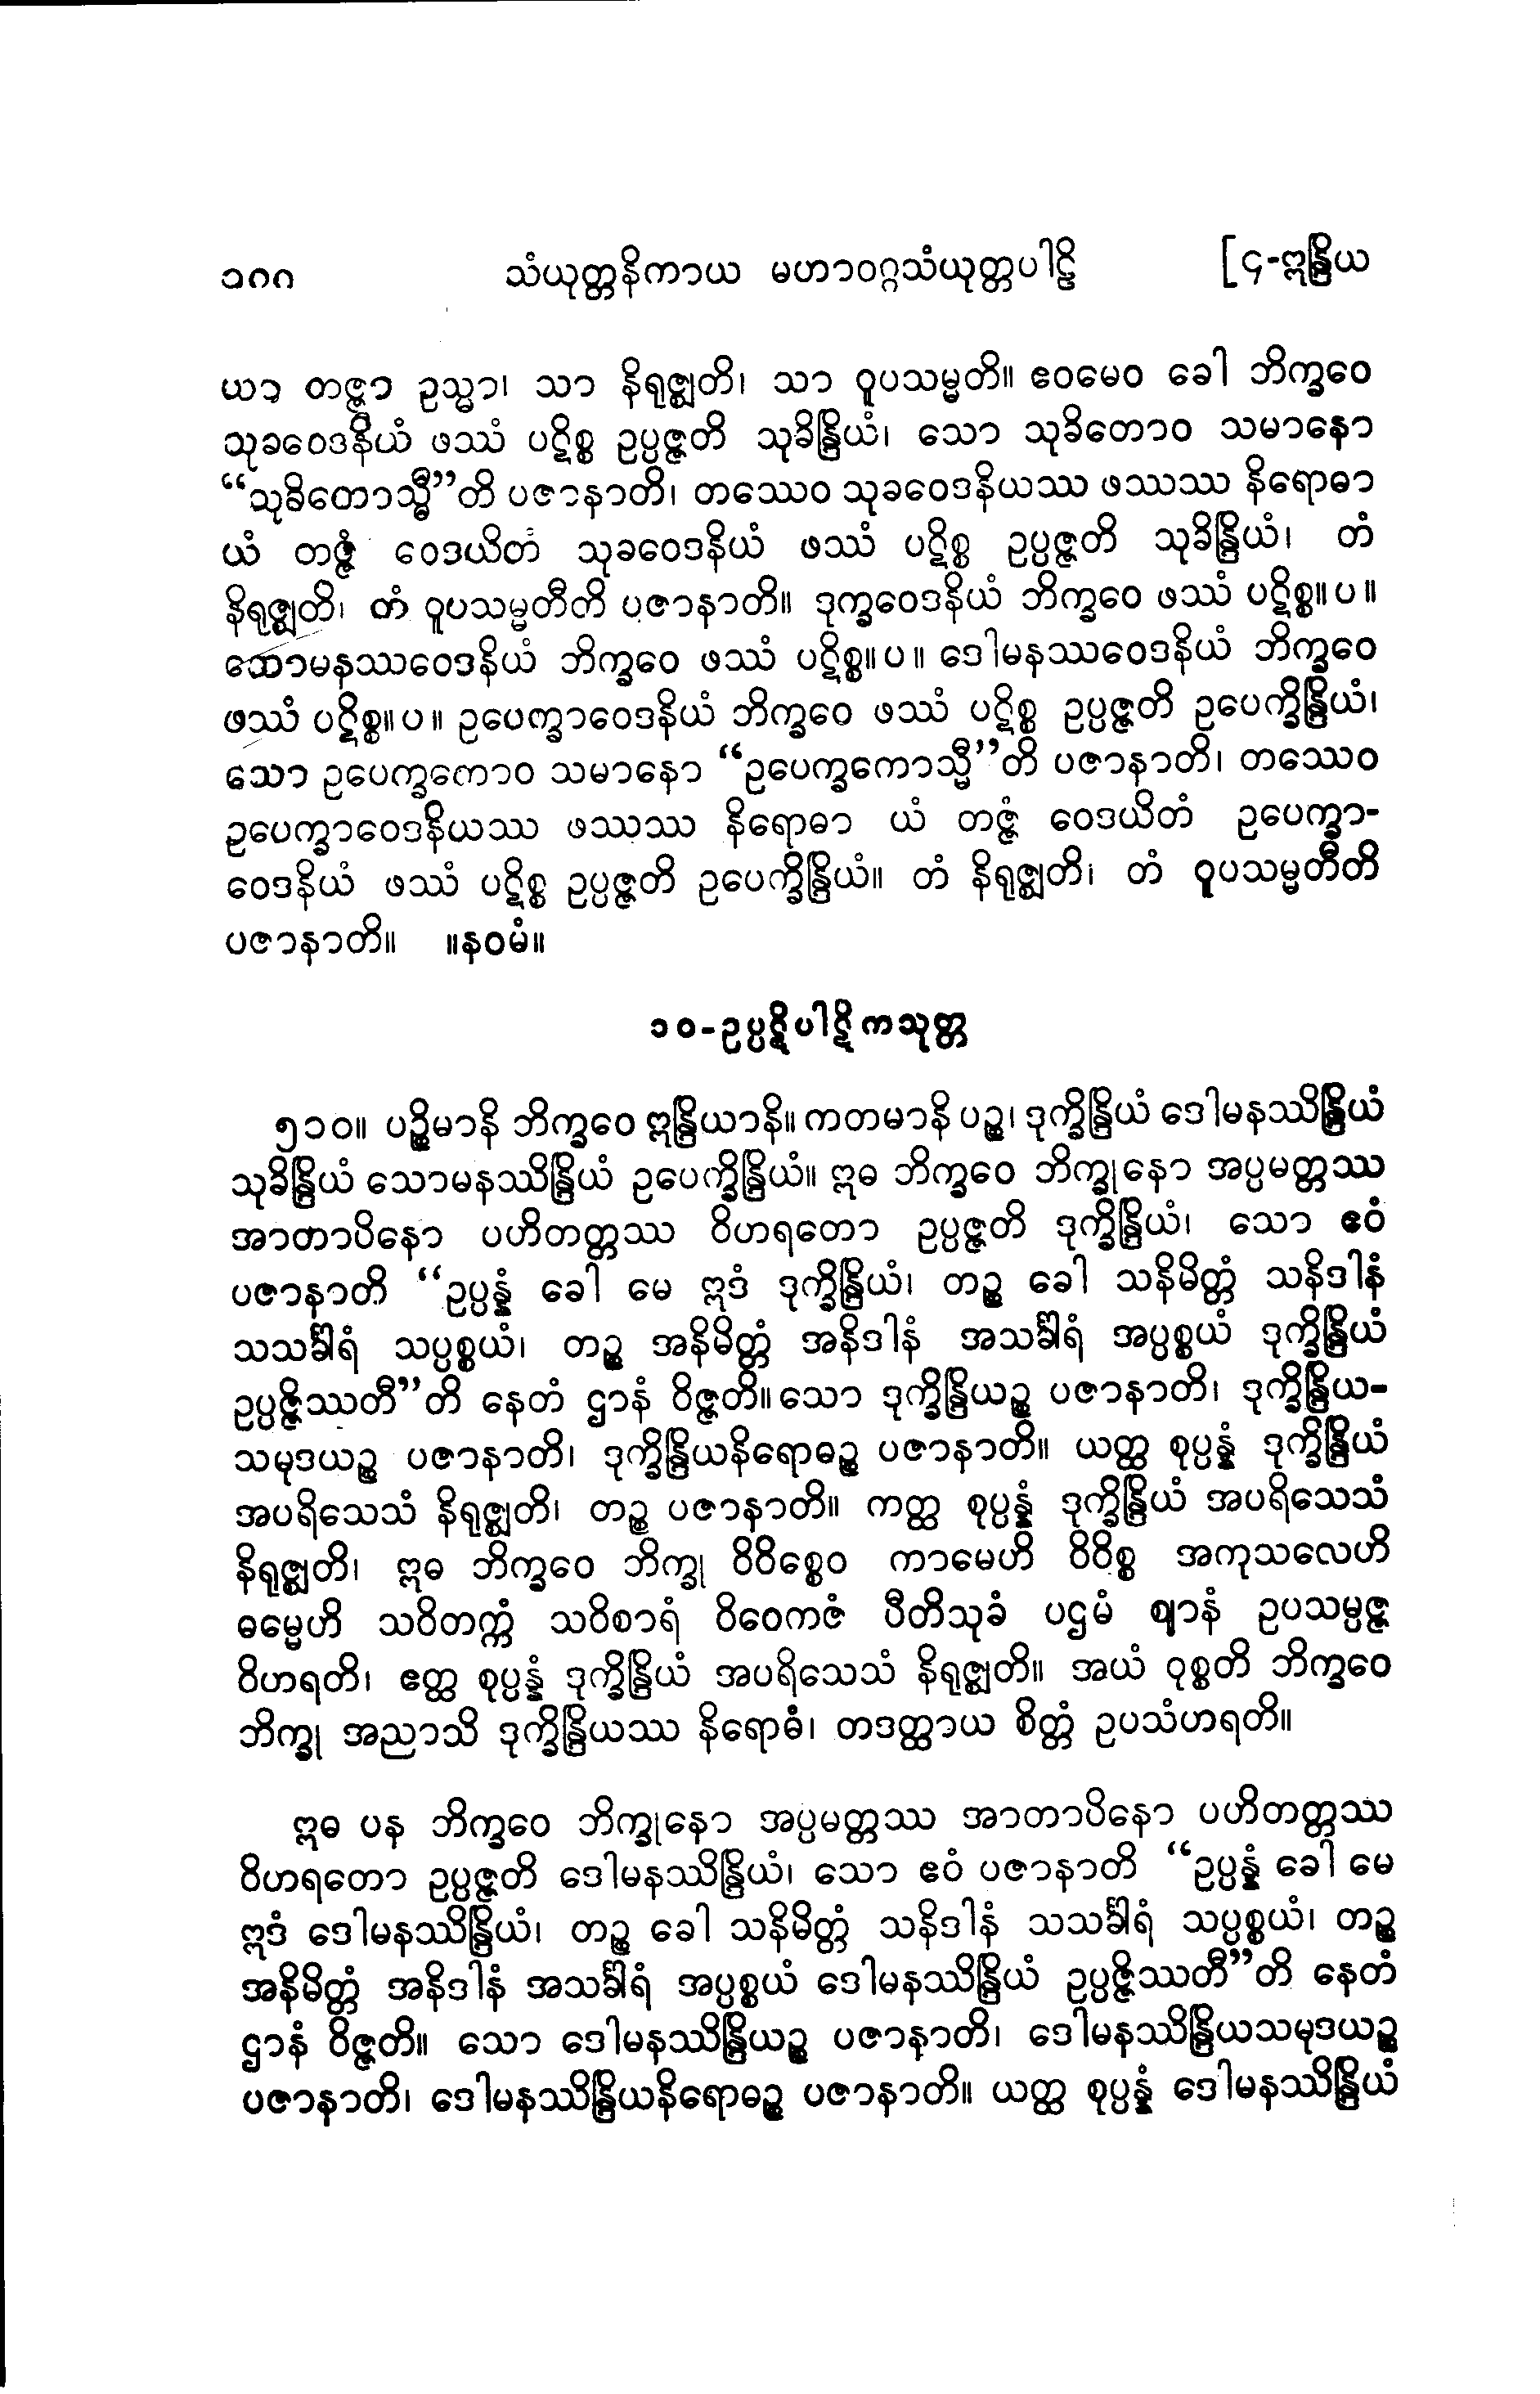 ၁၈၈ သံယုတ္တနိကာယ မဟာဝဂ္ဂသံယုတ္တပါဠိ [၄-ဣန္ဒြိယ
ယာ တဇ္ဇာ ဥသ္မာ၊ သာ နိရုဇ္ဈတိ၊ သာ ဝူပသမ္မတိ။ ဧဝမေဝ ခေါ ဘိက္ခဝေ
သုခဝေဒနိယံ ဖဿံ ပဋိစ္စ ဥပ္ပဇ္ဇတိ သုခိန္ဒြိယံ၊ သော သုခိတောဝ သမာနော
“သုခိတောသ္မီ”တိ ပဇာနာတိ၊ တဿေဝ သုခဝေဒနိယဿ ဖဿဿ နိရောဓာ
ယံ တဇ္ဇံ ဝေဒယိတံ သုခဝေဒနိယံ ဖဿံ ပဋိစ္စ ဥပ္ပဇ္ဇတိ သုခိန္ဒြိယံ၊ တံ
နိရုဇ္ဈတိ၊ တံ ဝူပသမ္မတီတိ ပဇာနာတိ။ ဒုက္ခဝေဒနိယံ ဘိက္ခဝေ ဖဿံ ပဋိစ္စ။ပ။
သောမနဿဝေဒနိယံ ဘိက္ခဝေ ဖဿံ ပဋိစ္စ။ပ။ ဒေါမနဿဝေဒနိယံ ဘိက္ခဝေ
ဖဿံ ပဋိစ္စ။ပ။ ဥပေက္ခာဝေဒနိယံ ဘိက္ခဝေ ဖဿံ ပဋိစ္စ ဥပ္ပဇ္ဇတိ ဥပေက္ခိန္ဒြိယံ၊
သော ဥပေက္ခကောဝ သမာနော “ဥပေက္ခကောသ္မီ”တိ ပဇာနာတိ၊ တဿေဝ
ဥပေက္ခာဝေဒနိယဿ ဖဿဿ နိရောဓာ ယံ တဇ္ဇံ ဝေဒယိတံ ဥပေက္ခာ-
ဝေဒနိယံ ဖဿံ ပဋိစ္စ ဥပ္ပဇ္ဇတိ ဥပေက္ခိန္ဒြိယံ။ တံ နိရုဇ္ဈတိ၊ တံ ဝူပသမ္မတီတိ
ပဇာနာတိ။ ။နဝမံ။
၁၀-ဥပ္ပဋိပါဋိကသုတ္တ
၅၁၀။ ပဉ္စိမာနိ ဘိက္ခဝေ ဣန္ဒြိယာနိ။ ကတမာနိ ပဉ္စ၊ ဒုက္ခိန္ဒြိယံ ဒေါမနဿိန္ဒြိယံ
သုခိန္ဒြိယံ သောမနဿိန္ဒြိယံ ဥပေက္ခိန္ဒြိယံ။ ဣဓ ဘိက္ခဝေ ဘိက္ခုနော အပ္ပမတ္တဿ
အာတာပိနော ပဟိတတ္တဿ ဝိဟရတော ဥပ္ပဇ္ဇတိ ဒုက္ခိန္ဒြိယံ၊ သော ဧဝံ
ပဇာနာတိ “ဥပ္ပန္နံ ခေါ မေ ဣဒံ ဒုက္ခိန္ဒြိယံ၊ တဉ္စ ခေါ သနိမိတ္တံ သနိဒါနံ
သသင်္ခါရံ သပ္ပစ္စယံ၊ တဉ္စ အနိမိတ္တံ အနိဒါနံ အသင်္ခါရံ အပ္ပစ္စယံ ဒုက္ခိန္ဒြိယံ
ဥပ္ပဇ္ဇိဿတီ”တိ နေတံ ဌာနံ ဝိဇ္ဇတိ။ သော ဒုက္ခိန္ဒြိယဉ္စ ပဇာနာတိ၊ ဒုက္ခိန္ဒြိယ-
သမုဒယဉ္စ ပဇာနာတိ၊ ဒုက္ခိန္ဒြိယနိရောဓဉ္စ ပဇာနာတိ။ ယတ္ထ စုပ္ပန္နံ ဒုက္ခိန္ဒြိယံ
အပရိသေသံ နိရုဇ္ဈတိ၊ တဉ္စ ပဇာနာတိ။ ကတ္ထ စုပ္ပန္နံ ဒုက္ခိန္ဒြိယံ အပရိသေသံ
နိရုဇ္ဈတိ၊ ဣဓ ဘိက္ခဝေ ဘိက္ခု ဝိဝိစ္စေဝ ကာမေဟိ ဝိဝိစ္စ အကုသလေဟိ
ဓမ္မေဟိ သဝိတက္ကံ သဝိစာရံ ဝိဝေကဇံ ပီတိသုခံ ပဌမံ ဈာနံ ဥပသမ္ပဇ္ဇ
ဝိဟရတိ၊ ဧတ္ထ စုပ္ပန္နံ ဒုက္ခိန္ဒြိယံ အပရိသေသံ နိရုဇ္ဈတိ။ အယံ ဝုစ္စတိ ဘိက္ခဝေ
ဘိက္ခု အညာသိ ဒုက္ခိန္ဒြိယဿ နိရောဓံ၊ တဒတ္ထာယ စိတ္တံ ဥပသံဟရတိ။
ဣဓ ပန ဘိက္ခဝေ ဘိက္ခုနော အပ္ပမတ္တဿ အာတာပိနော ပဟိတတ္တဿ
ဝိဟရတော ဥပ္ပဇ္ဇတိ ဒေါမနဿိန္ဒြိယံ၊ သော ဧဝံ ပဇာနာတိ “ဥပ္ပန္နံ ခေါ မေ
ဣဒံ ဒေါမနဿိန္ဒြိယံ၊ တဉ္စ ခေါ သနိမိတ္တံ သနိဒါနံ သသင်္ခါရံ သပ္ပစ္စယံ၊ တဉ္စ
အနိမိတ္တံ အနိဒါနံ အသင်္ခါရံ အပ္ပစ္စယံ ဒေါမနဿိန္ဒြိယံ ဥပ္ပဇ္ဇိဿတီ”တိ နေတံ
ဌာနံ ဝိဇ္ဇတိ။ သော ဒေါမနဿိန္ဒြိယဉ္စ ပဇာနာတိ၊ ဒေါမနဿိန္ဒြိယသမုဒယဉ္စ
ပဇာနာတိ၊ ဒေါမနဿိန္ဒြိယနိရောဓဉ္စ ပဇာနာတိ။ ယတ္ထ စုပ္ပန္နံ ဒေါမနဿိန္ဒြိယံ